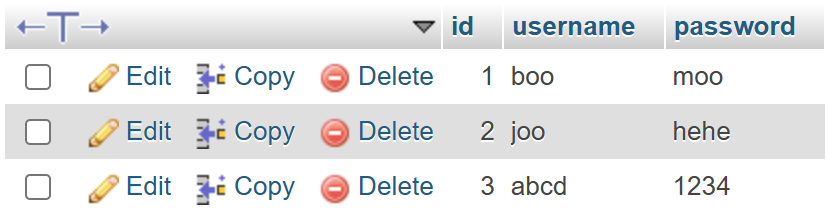 id username password
Edit Copy Delete 1 boo moo
Edit Copy Delete 2 joo hehe
Edit Copy Delete 3 abcd 1234